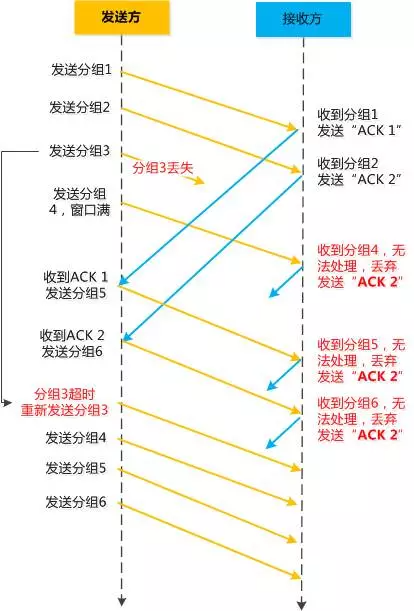 发送方
接收方
发送分组1
发送分组2
收到分组1
发送“ACK 1”
发送分组3
分组3丢失
收到分组2
发送“ACK 2”
发送分组
4，窗口满
收到分组4，无
法处理，丢弃
发送“ACK 2”
收到ACK 1
发送分组5
收到ACK 2
发送分组6
收到分组5，无
法处理，丢弃
发送“ACK 2”
分组3超时
重新发送分组3
收到分组6，无
法处理，丢弃
发送“ACK 2”
发送分组4
发送分组5
发送分组6